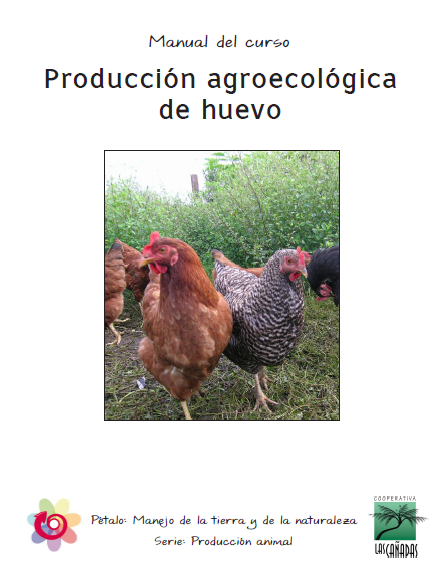 Manual del curso
Producción agroecológica
de huevo
Pétalo: Manejo de la tierra y de la naturaleza
Serie: Producción animal
COOPERATIVA
LAS CAÑADAS